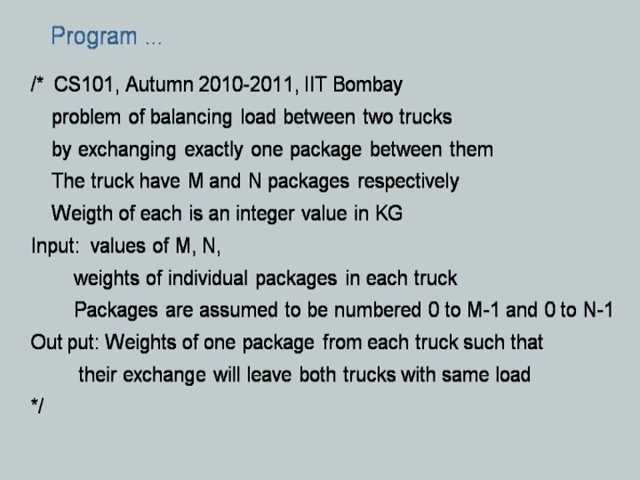 Program ...
/* CS101, Autumn 2010-2011, IIT Bombay
problem of balancing load between two trucks
by exchanging exactly one package between them
The truck have M and N packages respectively
Weigth of each is an integer value in KG
Input: values of M, N,
weights of individual packages in each truck
Packages are assumed to be numbered 0 to M-1 and 0 to N-1
Out put: Weights of one package from each truck such that
their exchange will leave both trucks with same load
*/